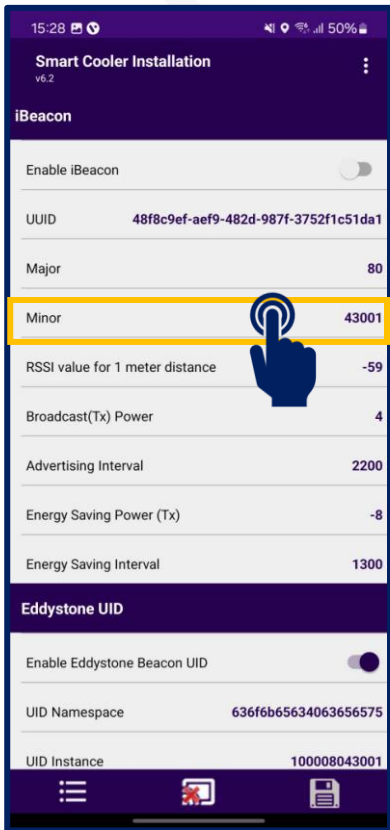 15:28 50%
Smart Cooler Installation
v6.2
iBeacon
Enable iBeacon
UUID 48f8c9ef-aef9-482d-987f-3752f1c51da1
Major 80
Minor 43001
RSSI value for 1 meter distance -59
Broadcast(Tx) Power 4
Advertising Interval 2200
Energy Saving Power (Tx) -8
Energy Saving Interval 1300
Eddystone UID
Enable Eddystone Beacon UID
UID Namespace 636f6b65634063656575
UID Instance 100008043001